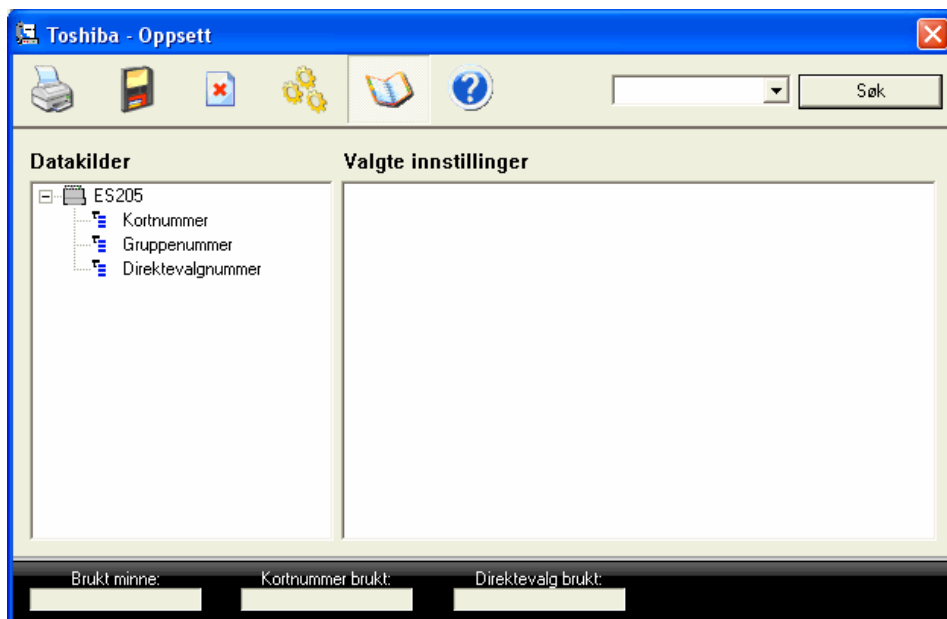 Toshiba - Oppsett
Søk
Datakilder
Valgte innstillinger
ES205
Kortnummer
Gruppenummer
Direktevalgnummer
Brukt minne:
Kortnummer brukt:
Direktevalg brukt: